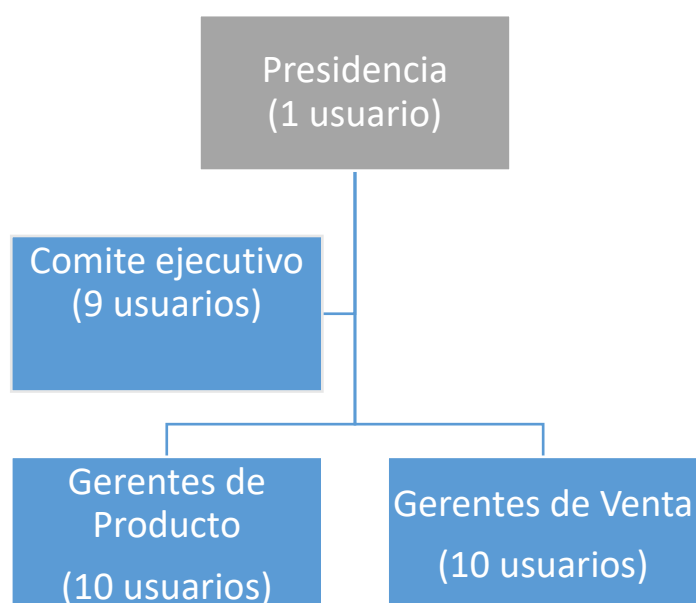 Presidencia
(1 usuario)
Comite ejecutivo
(9 usuarios)
Gerentes de
Producto
(10 usuarios)
Gerentes de Venta
(10 usuarios)